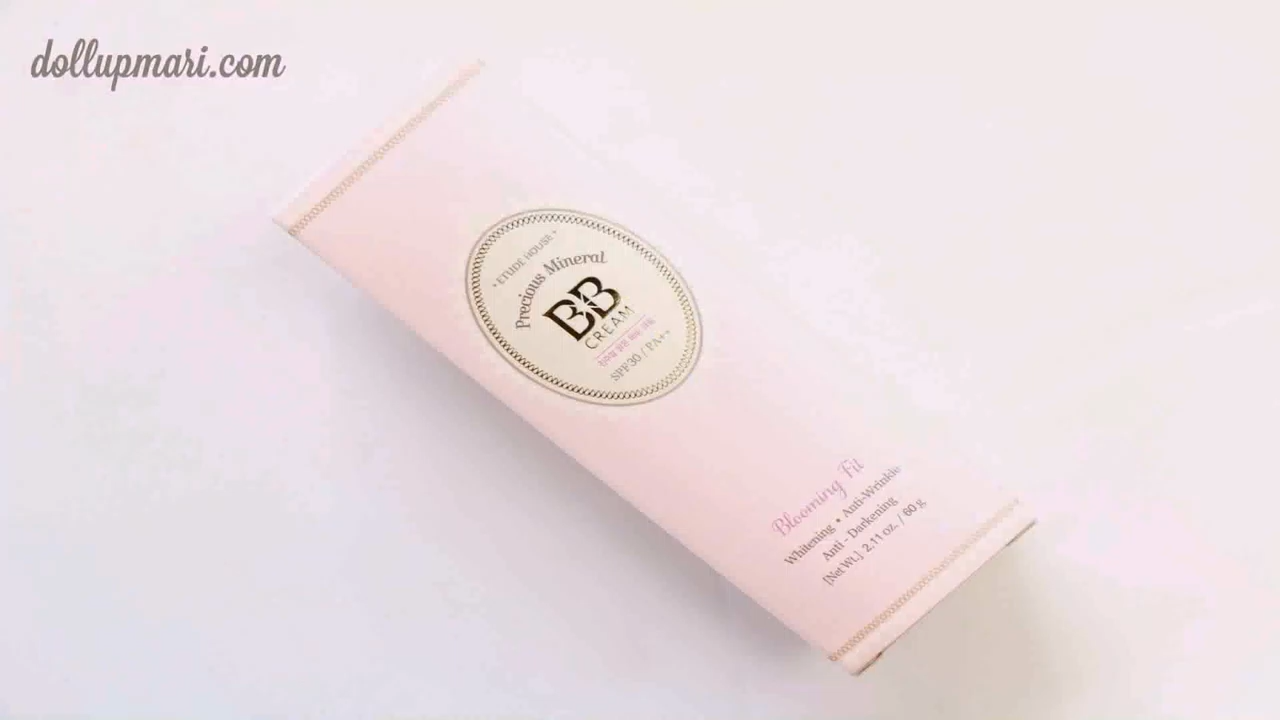 dollupmari.com
*ETUDE HOUSE*
Precious Mineral
BB
CREAM
SPF30 / PA++
Blooming Fit
Whitening • Anti-Wrinkle
Anti - Darkening
[Net Wt.] 2.11 oz. / 60 g